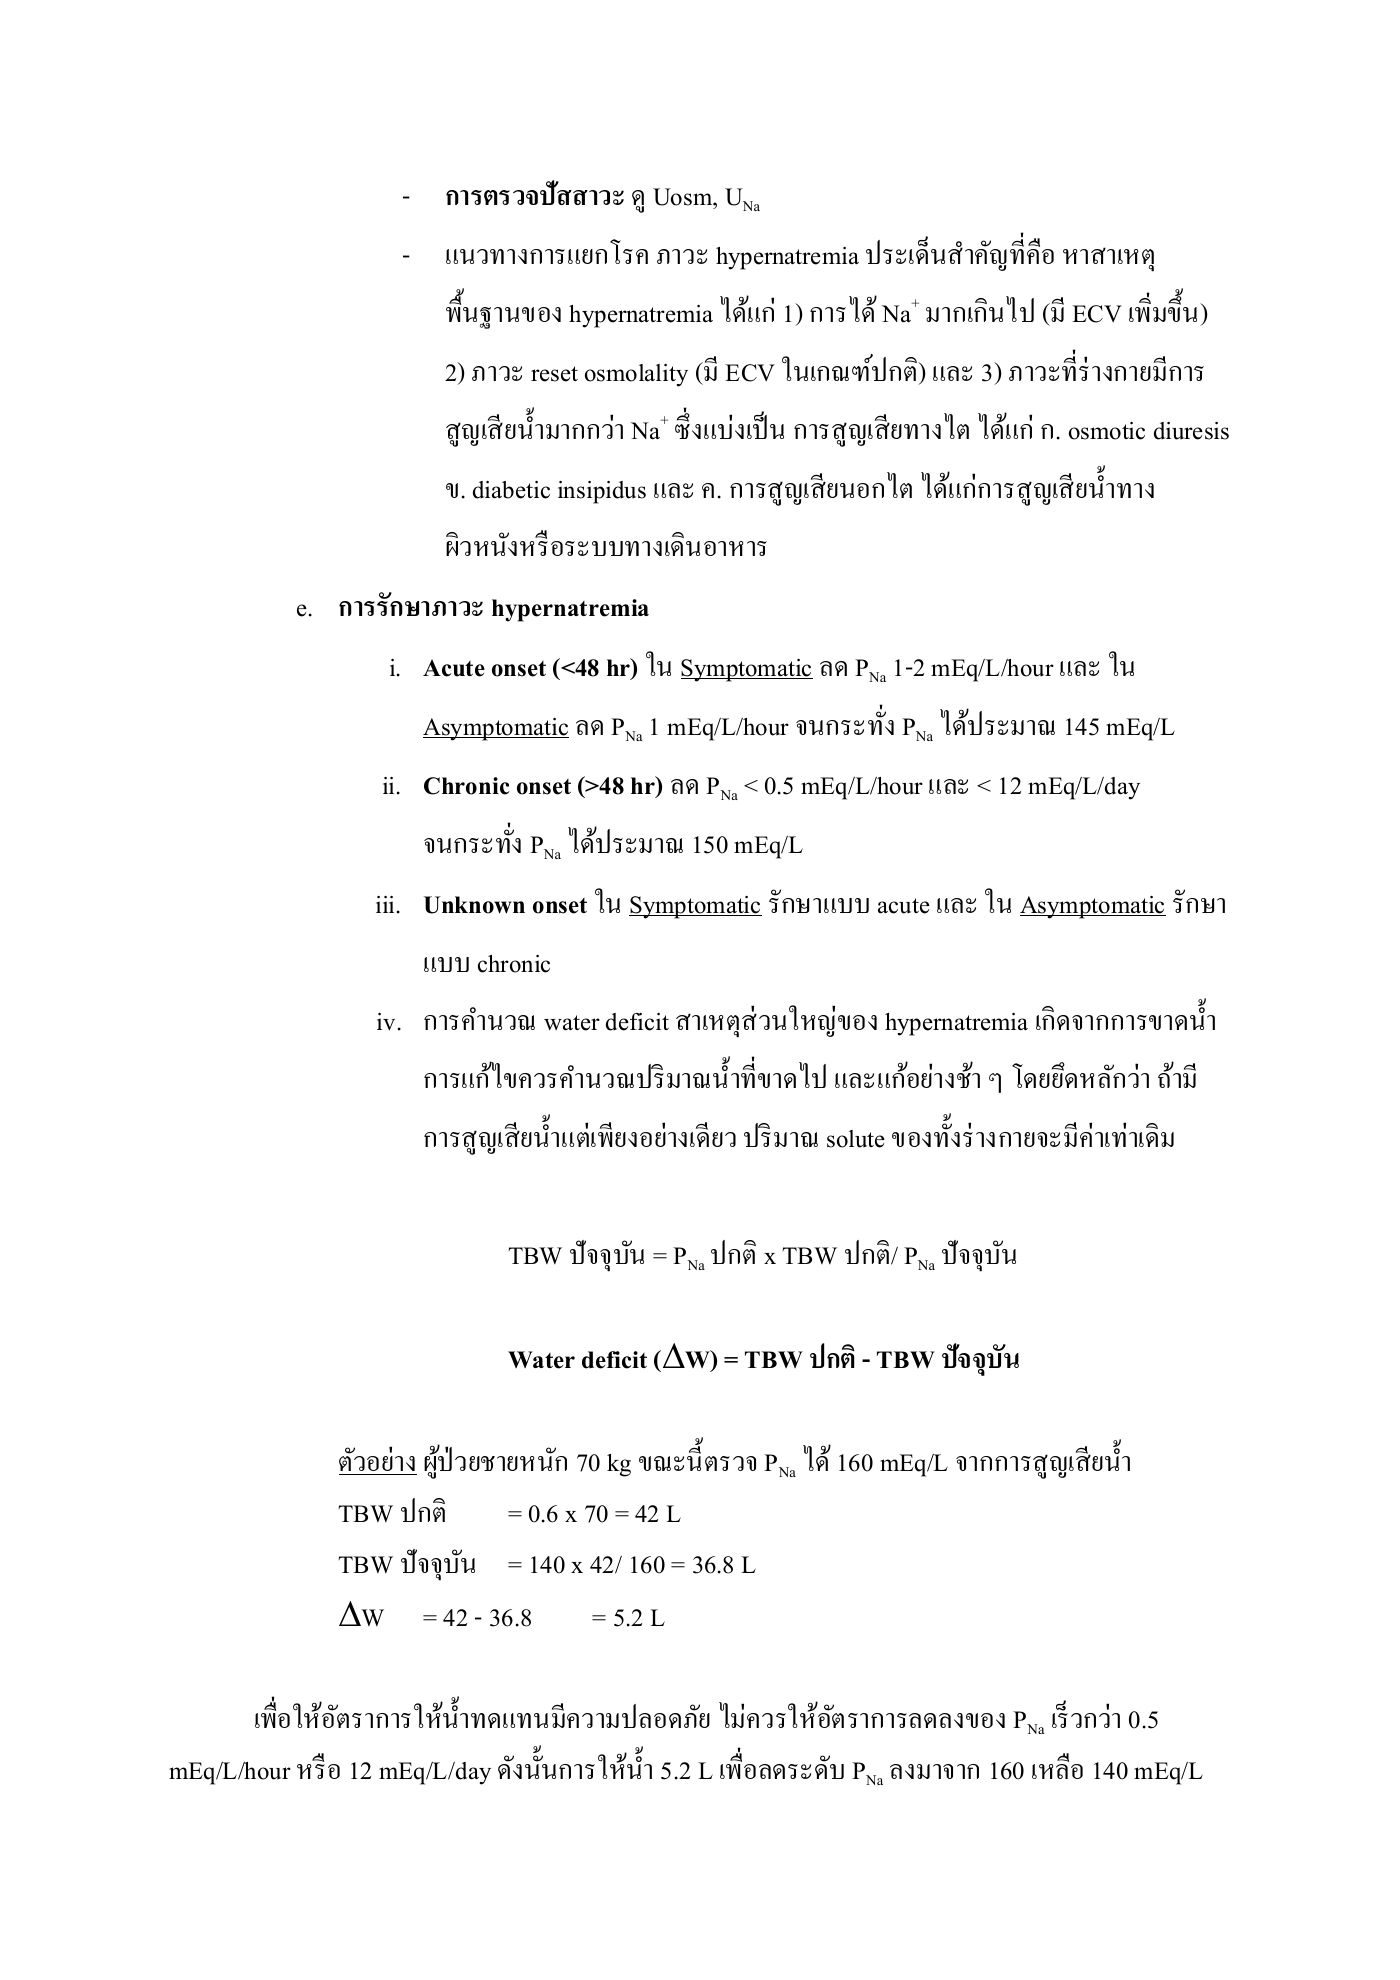 - การตรวจปัสสาวะ ดู Uosm, UNa
- แนวทางการแยกโรค ภาวะ hypernatremia ประเด็นสำคัญที่คือ หาสาเหตุ
พื้นฐานของ hypernatremia ได้แก่ 1) การได้ Na+ มากเกินไป (มี ECV เพิ่มขึ้น)
2) ภาวะ reset osmolality (มี ECV ในเกณฑ์ปกติ) และ 3) ภาวะที่ร่างกายมีการ
สูญเสียน้ำมากกว่า Na+ ซึ่งแบ่งเป็น การสูญเสียทางไต ได้แก่ ก. osmotic diuresis
ข. diabetic insipidus และ ค. การสูญเสียนอกไต ได้แก่การสูญเสียน้ำทาง
ผิวหนังหรือระบบทางเดินอาหาร
e. การรักษาภาวะ hypernatremia
i. Acute onset (<48 hr) ใน Symptomatic ลด PNa 1-2 mEq/L/hour และ ใน
Asymptomatic ลด PNa 1 mEq/L/hour จนกระทั่ง PNa ได้ประมาณ 145 mEq/L
ii. Chronic onset (>48 hr) ลด PNa < 0.5 mEq/L/hour และ < 12 mEq/L/day
จนกระทั่ง PNa ได้ประมาณ 150 mEq/L
iii. Unknown onset ใน Symptomatic รักษาแบบ acute และ ใน Asymptomatic รักษา
แบบ chronic
iv. การคำนวณ water deficit สาเหตุส่วนใหญ่ของ hypernatremia เกิดจากการขาดน้ำ
การแก้ไขควรคำนวณปริมาณน้ำที่ขาดไป และแก้อย่างช้า ๆ โดยยึดหลักว่า ถ้ามี
การสูญเสียน้ำแต่เพียงอย่างเดียว ปริมาณ solute ของทั้งร่างกายจะมีค่าเท่าเดิม
TBW ปัจจุบัน = PNa ปกติ x TBW ปกติ/ PNa ปัจจุบัน
Water deficit (ΔW) = TBW ปกติ - TBW ปัจจุบัน
ตัวอย่าง ผู้ป่วยชายหนัก 70 kg ขณะนี้ตรวจ PNa ได้ 160 mEq/L จากการสูญเสียน้ำ
TBW ปกติ = 0.6 x 70 = 42 L
TBW ปัจจุบัน = 140 x 42/ 160 = 36.8 L
ΔW = 42 - 36.8 = 5.2 L
เพื่อให้อัตราการให้น้ำทดแทนมีความปลอดภัย ไม่ควรให้อัตราการลดลงของ PNa เร็วกว่า 0.5
mEq/L/hour หรือ 12 mEq/L/day ดังนั้นการให้น้ำ 5.2 L เพื่อลดระดับ PNa ลงมาจาก 160 เหลือ 140 mEq/L